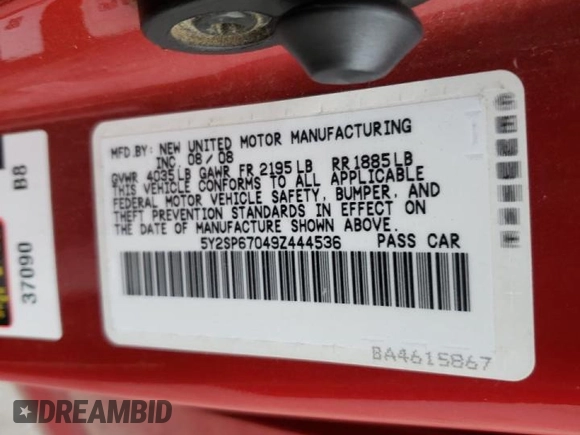 MFD. BY: NEW UNITED MOTOR MANUFACTURING
INC. 08/08
GVWR 4035LB GAWR FR 2195LB RR 1885LB
THIS VEHICLE CONFORMS TO ALL APPLICABLE
FEDERAL MOTOR VEHICLE SAFETY, BUMPER, AND
THEFT PREVENTION STANDARDS IN EFFECT ON
THE DATE OF MANUFACTURE SHOWN ABOVE.
5Y2SP67049Z444536 PASS CAR
BA4615867
37090 B8
DREAMBID